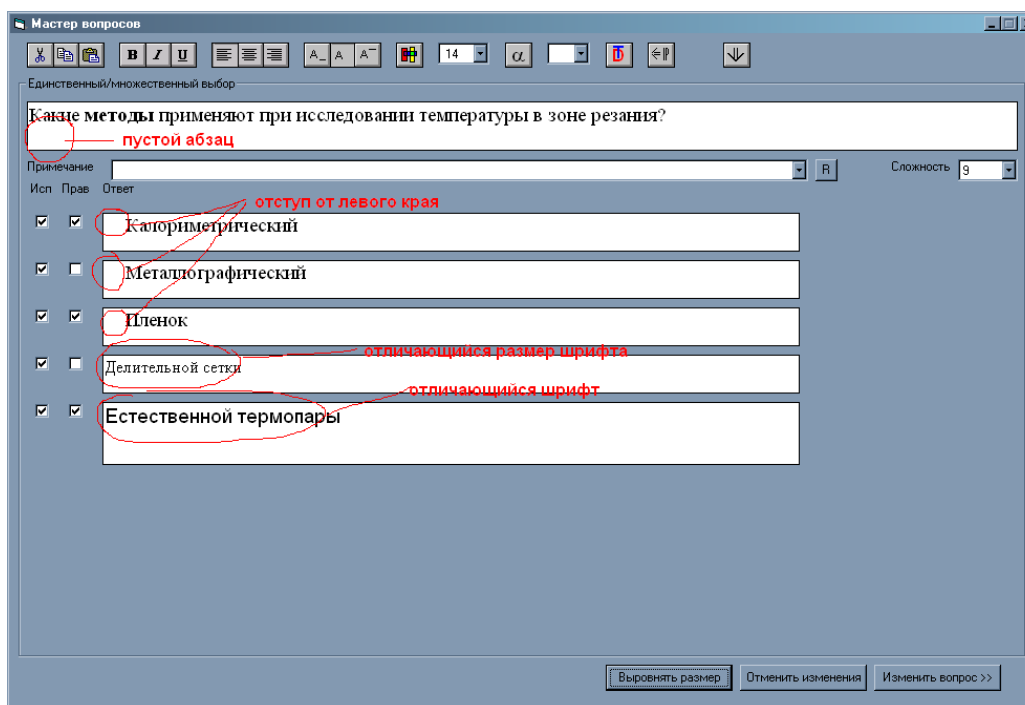 Мастер вопросов
B I U A_ A A¯ 14 α
Единственный/множественный выбор
Какие методы применяют при исследовании температуры в зоне резания?
пустой абзац
Примечание R Сложность 9
Исп Прав Ответ
отступ от левого края
Калориметрический
Металлографический
Пленок
отличающийся размер шрифта
Делительной сетки
отличающийся шрифт
Естественной термопары
Выровнять размер Отменить изменения Изменить вопрос >>